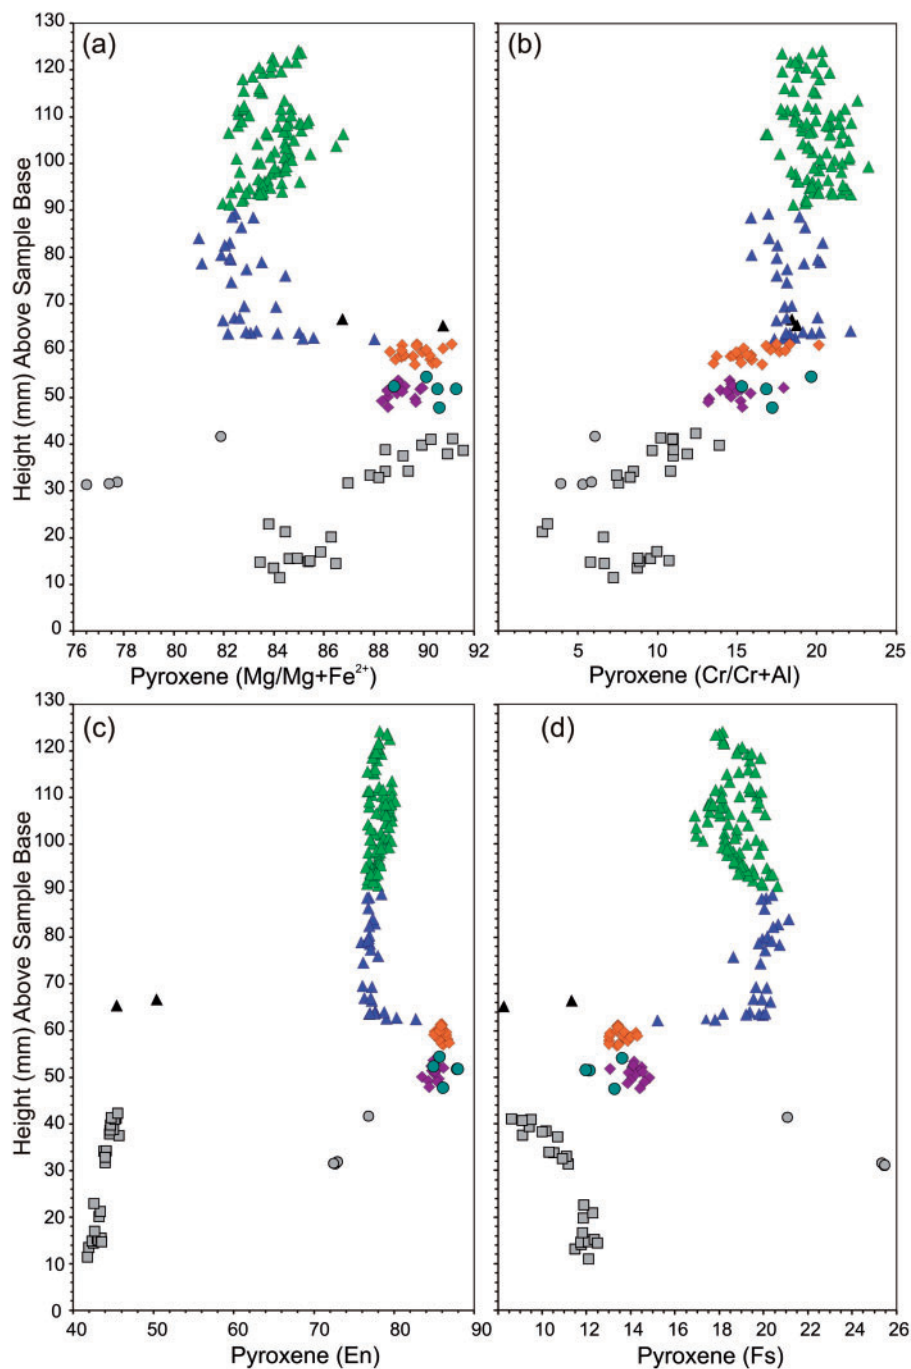 130
120
110
100
90
80
70
60
50
40
30
20
10
0
Height (mm) Above Sample Base
(a)
76 78 80 82 84 86 88 90 92
Pyroxene (Mg/Mg+Fe²⁺)
(b)
0 5 10 15 20 25
Pyroxene (Cr/Cr+Al)
130
120
110
100
90
80
70
60
50
40
30
20
10
0
Height (mm) Above Sample Base
(c)
40 50 60 70 80 90
Pyroxene (En)
(d)
10 12 14 16 18 20 22 24 26
Pyroxene (Fs)